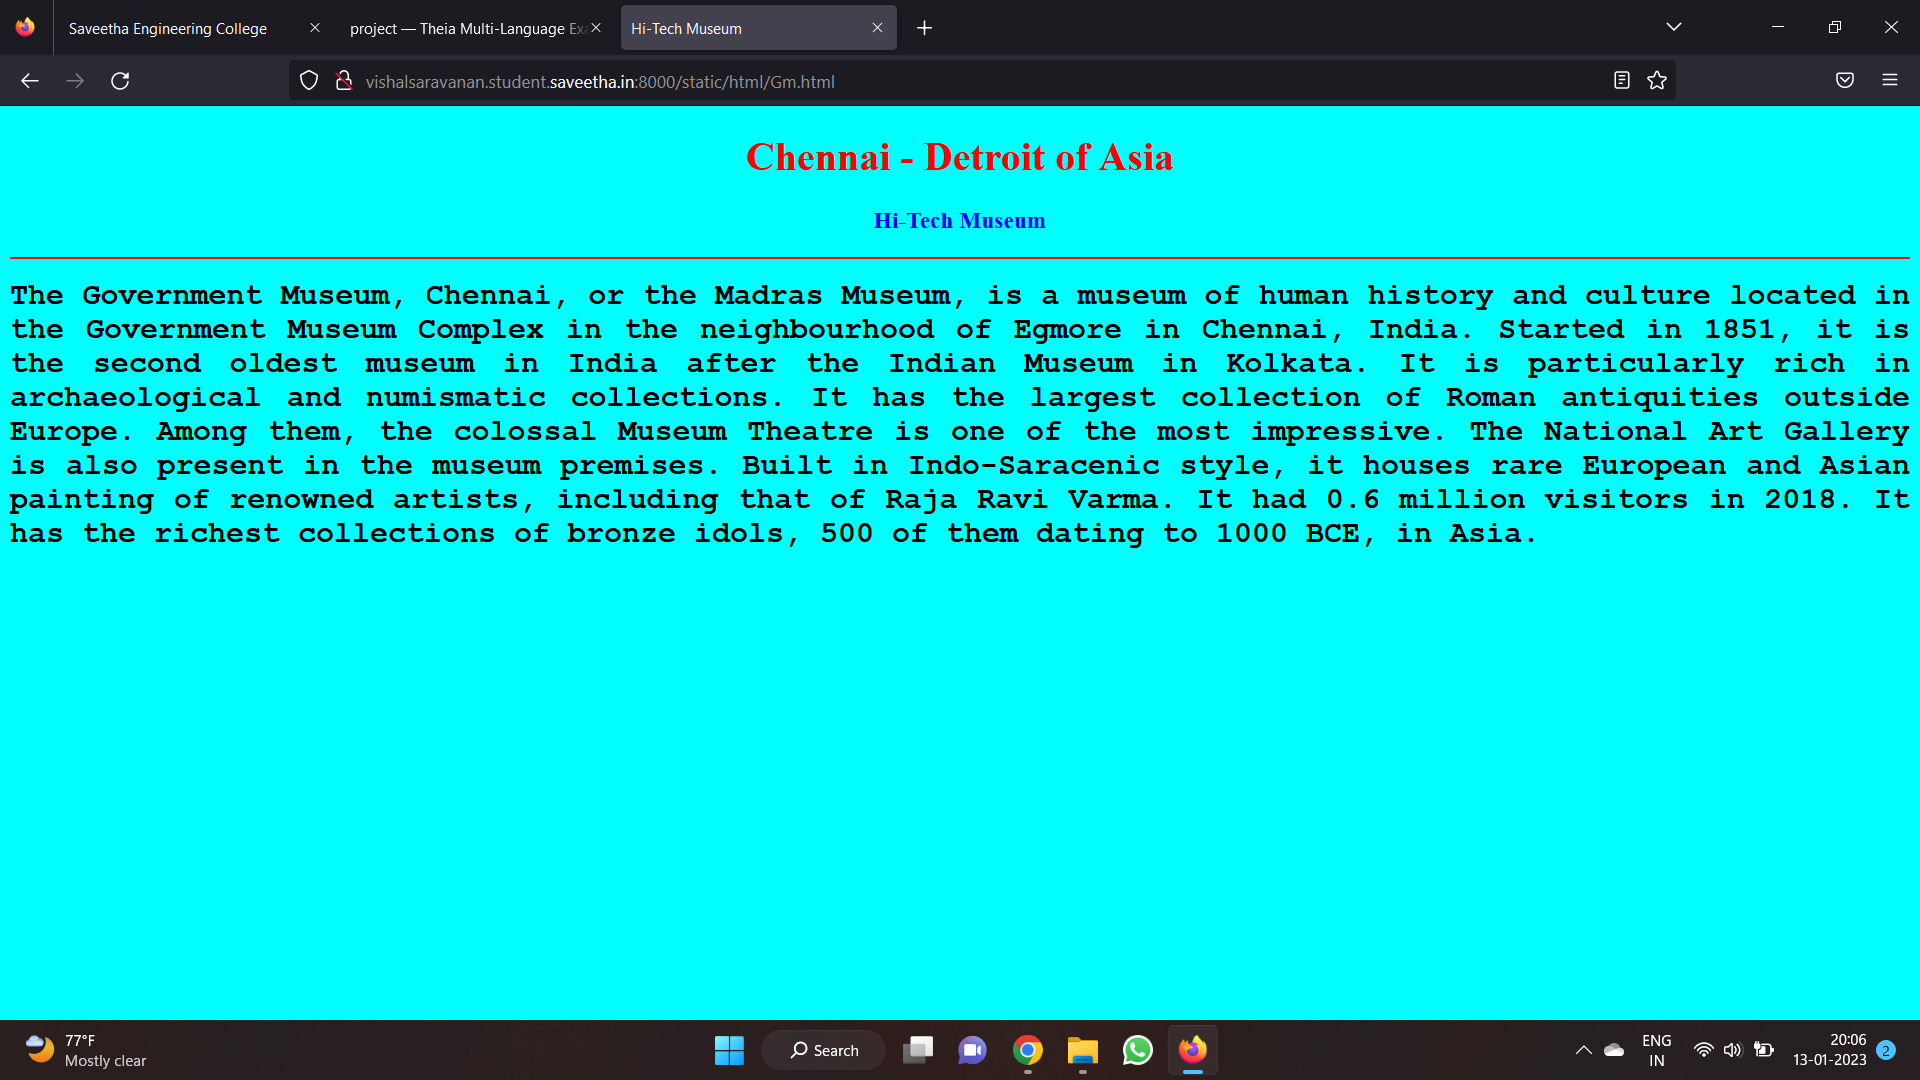 Saveetha Engineering College
project — Theia Multi-Language Exa
Hi-Tech Museum
vishalsaravanan.student.saveetha.in:8000/static/html/Gm.html
Chennai - Detroit of Asia
Hi-Tech Museum
The Government Museum, Chennai, or the Madras Museum, is a museum of human history and culture located in
the Government Museum Complex in the neighbourhood of Egmore in Chennai, India. Started in 1851, it is
the second oldest museum in India after the Indian Museum in Kolkata. It is particularly rich in
archaeological and numismatic collections. It has the largest collection of Roman antiquities outside
Europe. Among them, the colossal Museum Theatre is one of the most impressive. The National Art Gallery
is also present in the museum premises. Built in Indo-Saracenic style, it houses rare European and Asian
painting of renowned artists, including that of Raja Ravi Varma. It had 0.6 million visitors in 2018. It
has the richest collections of bronze idols, 500 of them dating to 1000 BCE, in Asia.
77°F
Mostly clear
Search
ENG
IN
20:06
13-01-2023
2